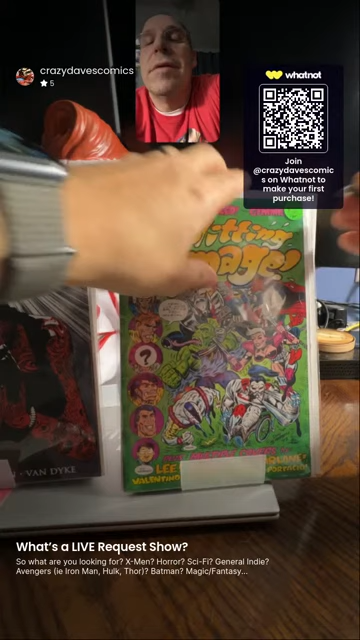 crazydavescomics
★ 5
whatnot
Join
@crazydavescomic
s on Whatnot to
make your first
purchase!
itting
mage!
- VAN DYKE
LEE
VALENTINO
What's a LIVE Request Show?
So what are you looking for? X-Men? Horror? Sci-Fi? General Indie?
Avengers (ie Iron Man, Hulk, Thor)? Batman? Magic/Fantasy...